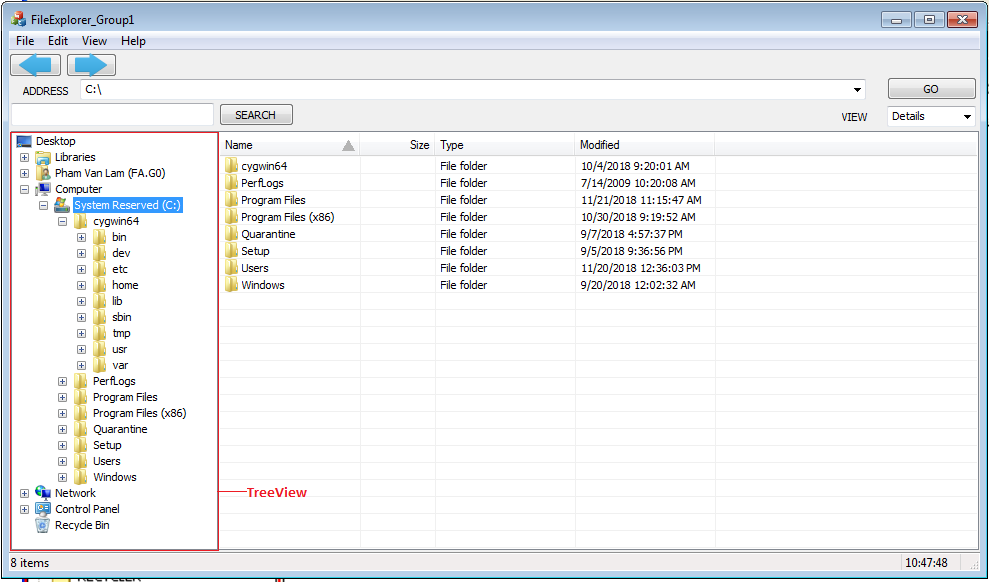 FileExplorer_Group1
File Edit View Help
ADDRESS C:\ GO
SEARCH VIEW Details
Desktop
Libraries
Pham Van Lam (FA.G0)
Computer
System Reserved (C:)
cygwin64
bin
dev
etc
home
lib
sbin
tmp
usr
var
PerfLogs
Program Files
Program Files (x86)
Quarantine
Setup
Users
Windows
Network
Control Panel
Recycle Bin
Name Size Type Modified
cygwin64 File folder 10/4/2018 9:20:01 AM
PerfLogs File folder 7/14/2009 10:20:08 AM
Program Files File folder 11/21/2018 11:15:47 AM
Program Files (x86) File folder 10/30/2018 9:19:52 AM
Quarantine File folder 9/7/2018 4:57:37 PM
Setup File folder 9/5/2018 9:36:56 PM
Users File folder 11/20/2018 12:36:03 PM
Windows File folder 9/20/2018 12:02:32 AM
TreeView
8 items 10:47:48